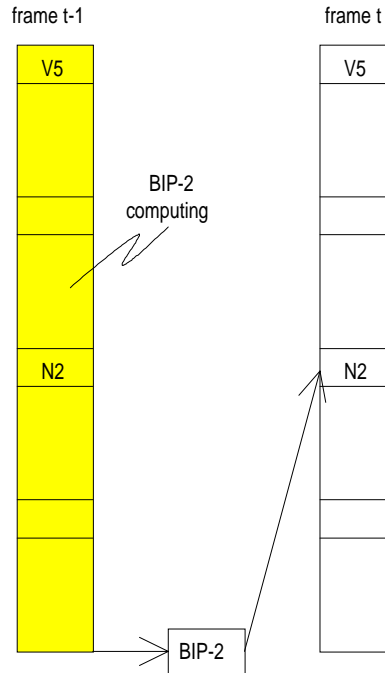 frame t-1
frame t
V5
V5
BIP-2
computing
N2
N2
BIP-2